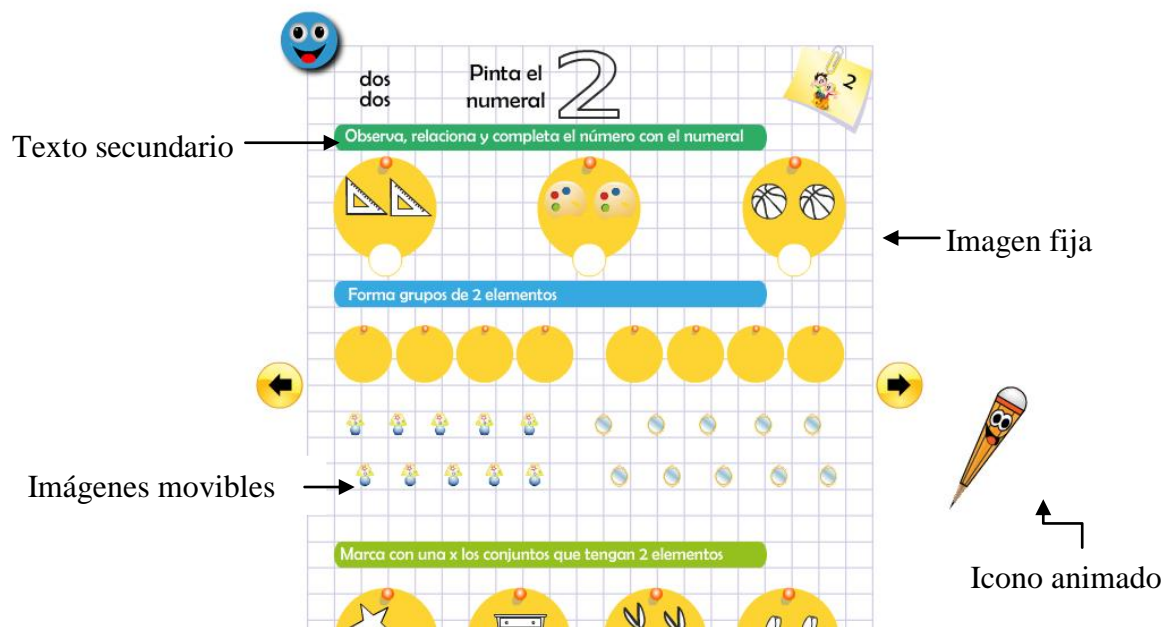 dos
dos
Pinta el
numeral
2
2
Observa, relaciona y completa el número con el numeral
Texto secundario
Imagen fija
Forma grupos de 2 elementos
Imágenes movibles
Marca con una x los conjuntos que tengan 2 elementos
Icono animado